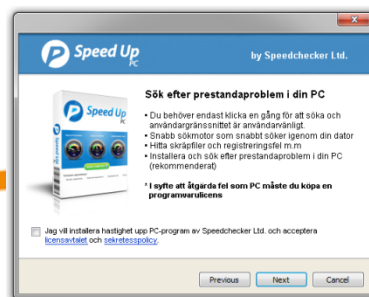 Speed Up
PC
by Speedchecker Ltd.
Sök efter prestandaproblem i din PC
Speed Up
• Du behöver endast klicka en gång för att söka och
användargränssnittet är användarvänligt.
• Snabb sökmotor som snabbt söker igenom din dator
• Hitta skräpfiler och registreringsfel m.m
• Installera och sök efter prestandaproblem i din PC
(rekommenderat)
* I syfte att åtgärda fel som PC måste du köpa en
programvarulicens
Jag vill installera hastighet upp PC-program av Speedchecker Ltd. och acceptera
licensavtalet och sekretesspolicy.
Previous Next Cancel